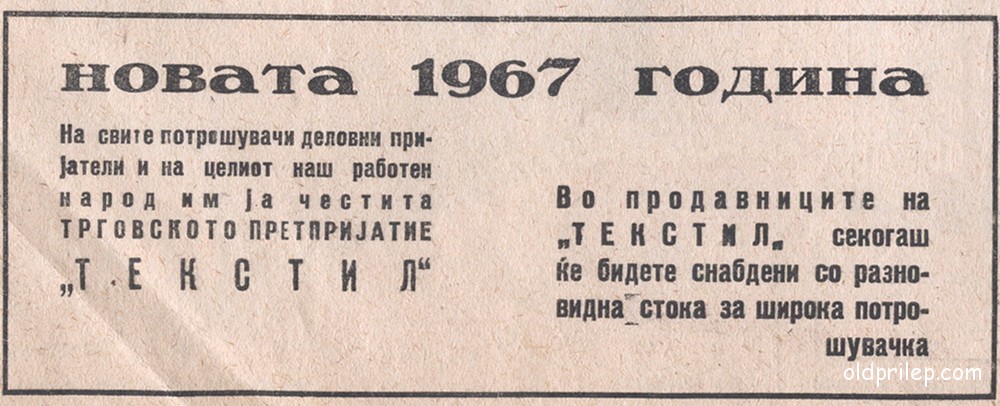 новата 1967 година
На свите потрошувачи деловни при-
јатели и на целиот наш работен
народ им ја честита
ТРГОВСКОТО ПРЕТПРИЈАТИЕ
„ТЕКСТИЛ“
Во продавниците на
„ТЕКСТИЛ„ секогаш
ќе бидете снабдени со разно-
видна стока за широка потро-
шувачка
oldprilep.com